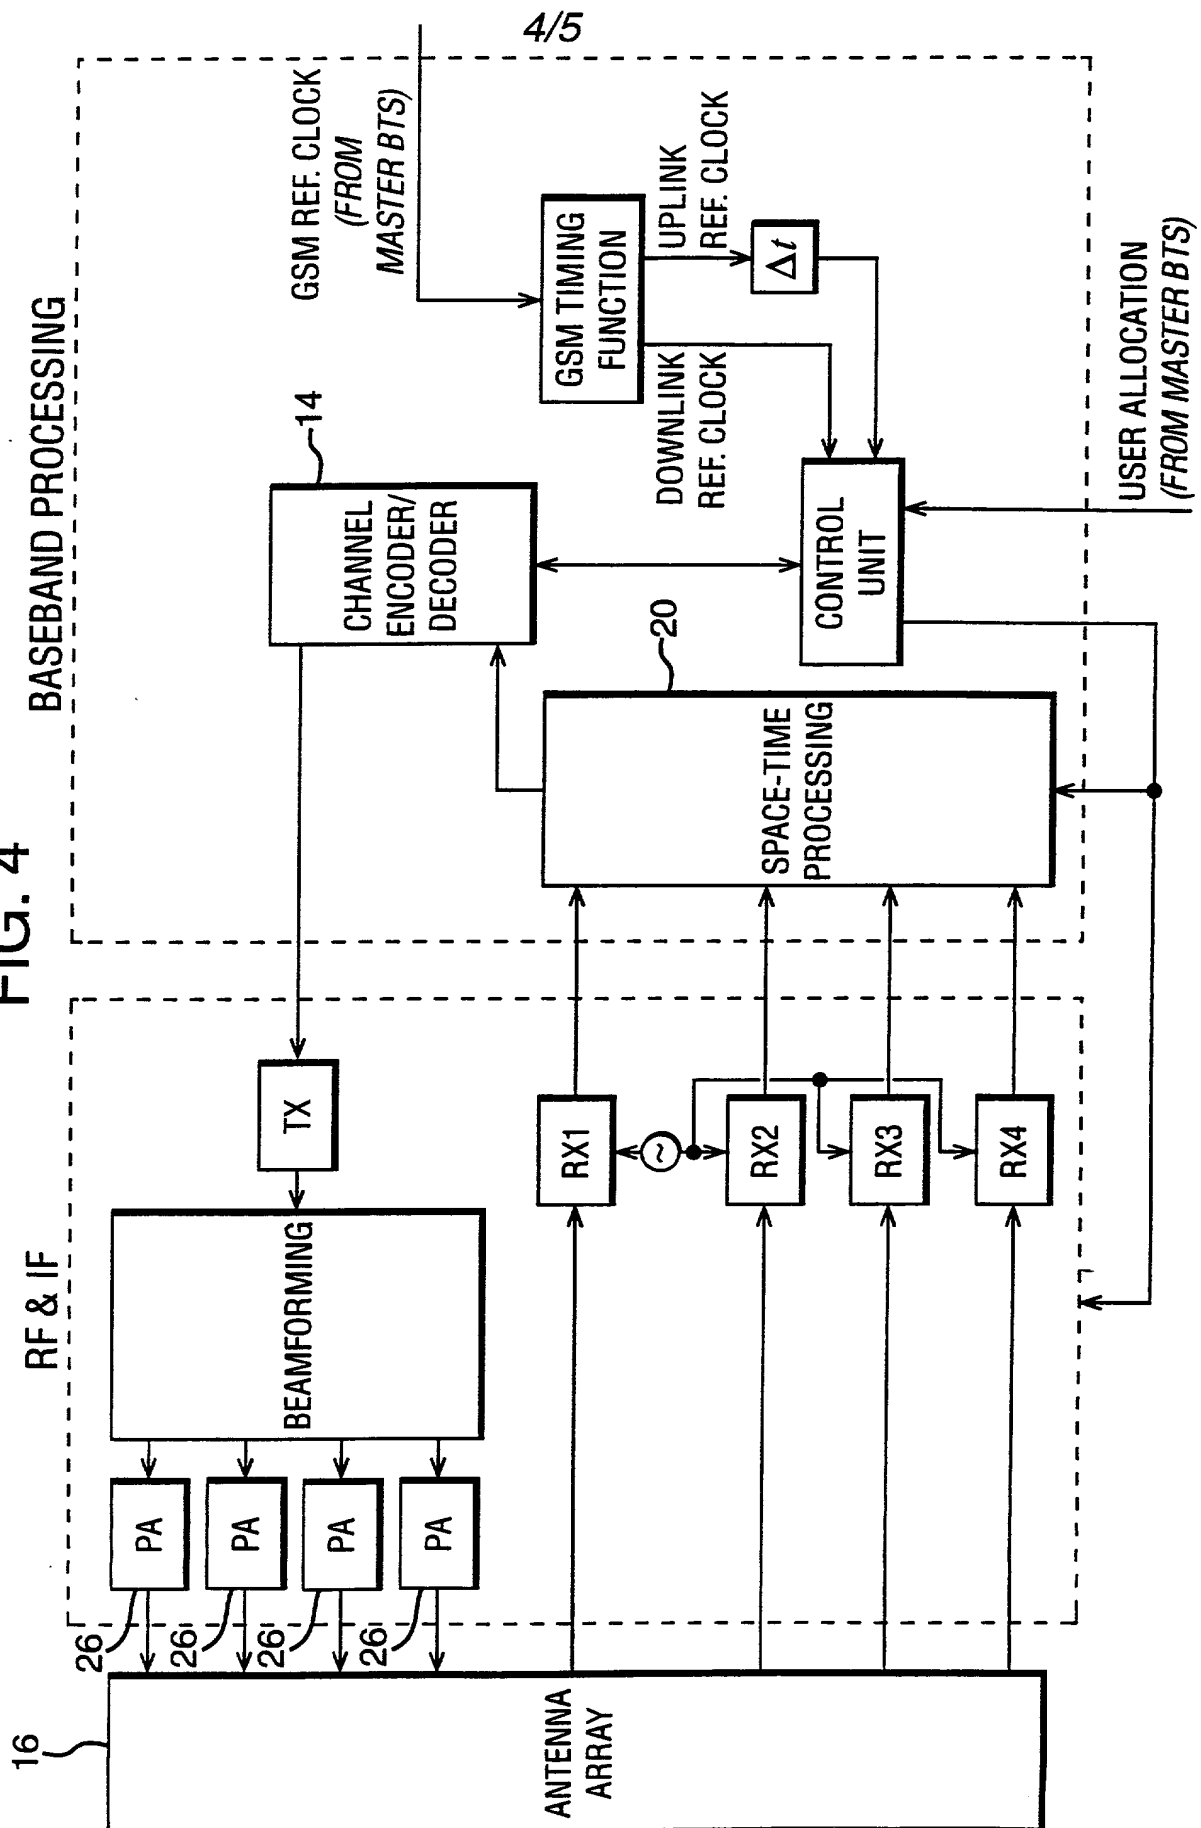 4/5
FIG. 4
BASEBAND PROCESSING
RF & IF
GSM REF. CLOCK
(FROM
MASTER BTS)
GSM TIMING
FUNCTION
UPLINK
REF. CLOCK
Δt
DOWNLINK
REF. CLOCK
14
CHANNEL
ENCODER/
DECODER
CONTROL
UNIT
USER ALLOCATION
(FROM MASTER BTS)
20
SPACE-TIME
PROCESSING
TX
BEAMFORMING
RX1
~
RX2
RX3
RX4
PA
PA
PA
PA
26
26
26
26
16
ANTENNA
ARRAY